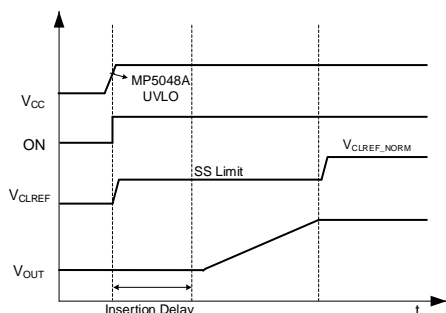 MP5048A
UVLO
VCC
ON
VCLREF_NORM
SS Limit
VCLREF
VOUT
Insertion Delay
t